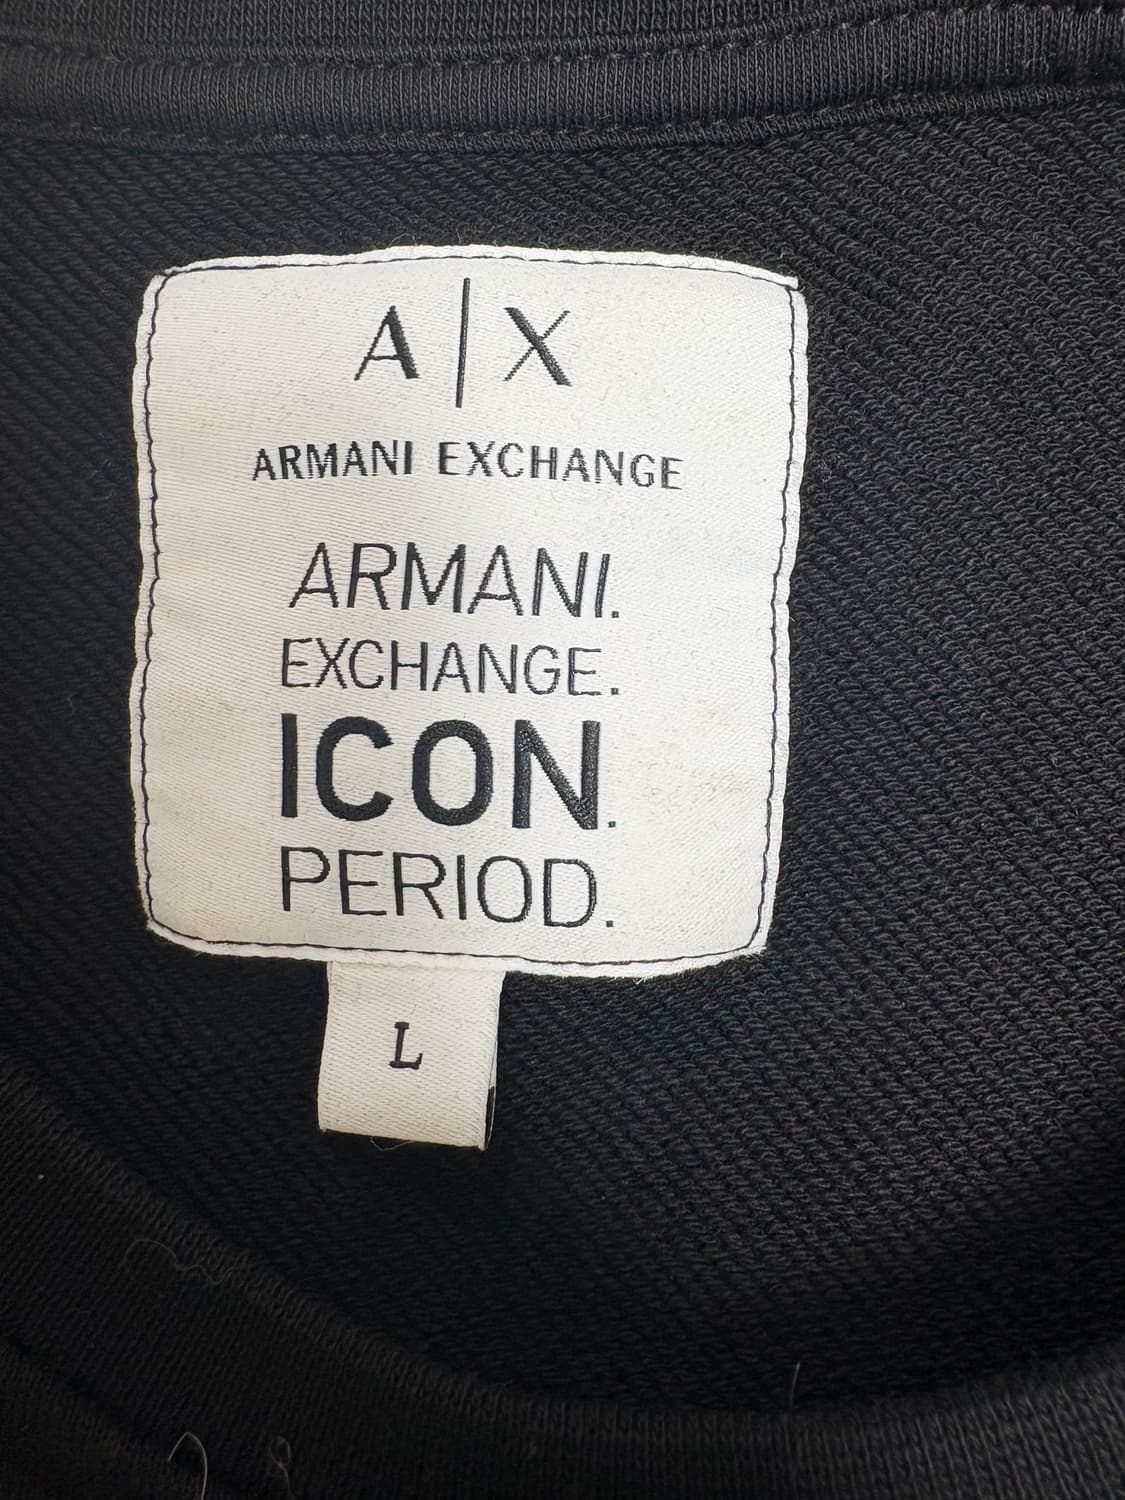 A|X
ARMANI EXCHANGE
ARMANI.
EXCHANGE.
ICON.
PERIOD.
L